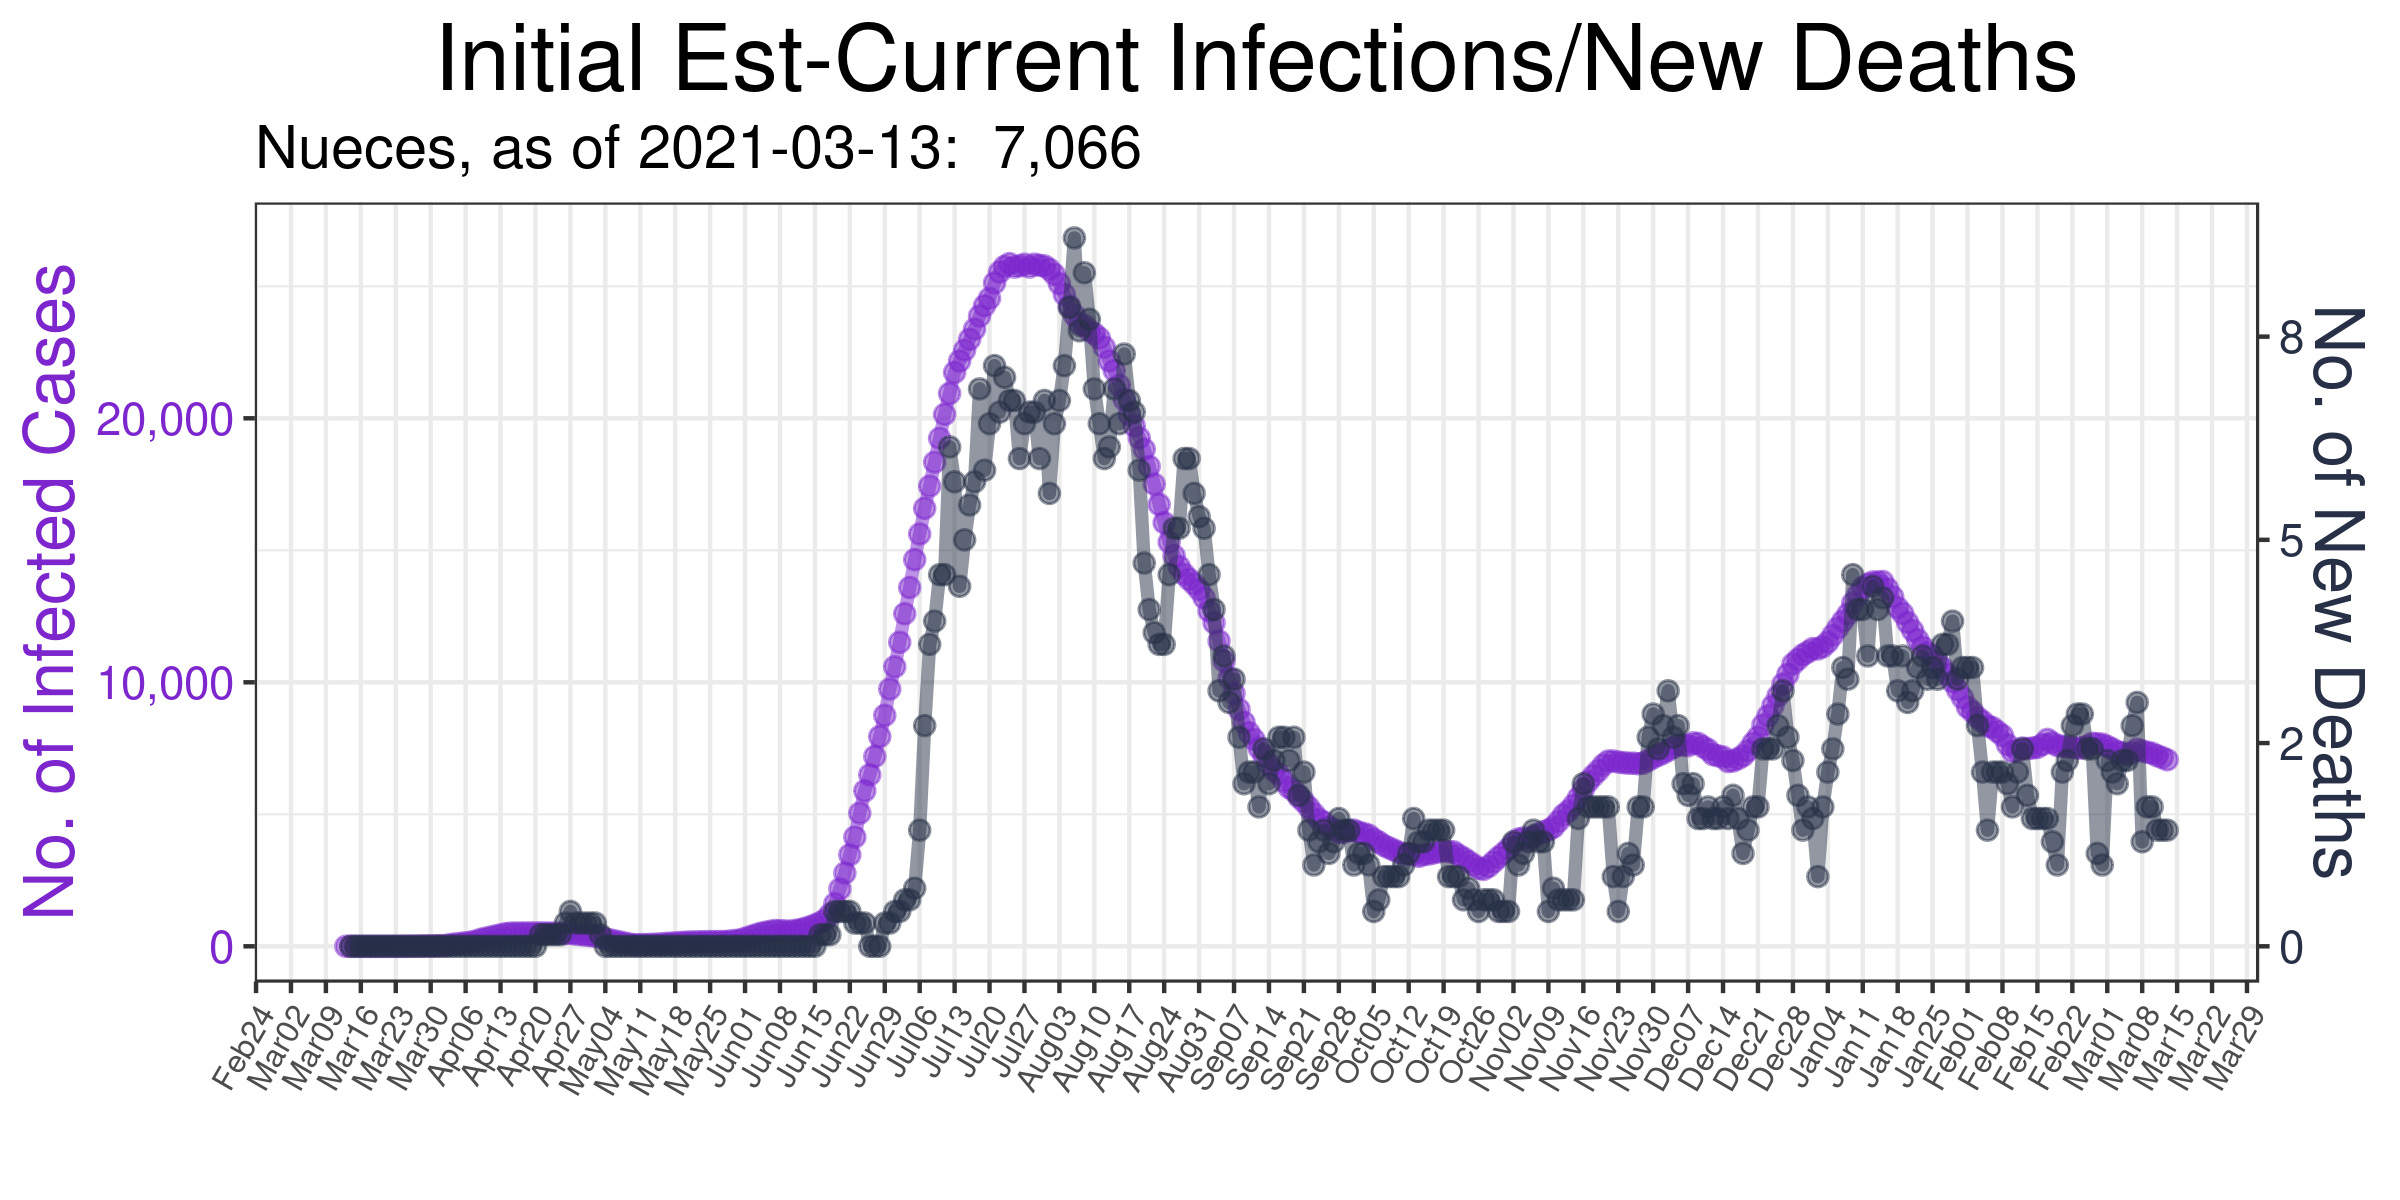 Initial Est-Current Infections/New Deaths
Nueces, as of 2021-03-13:  7,066
No. of Infected Cases
20,000
10,000
0
No. of New Deaths
8
5
2
0
Feb24 Mar02 Mar09 Mar16 Mar23 Mar30 Apr06 Apr13 Apr20 Apr27 May04 May11 May18 May25 Jun01 Jun08 Jun15 Jun22 Jun29 Jul06 Jul13 Jul20 Jul27 Aug03 Aug10 Aug17 Aug24 Aug31 Sep07 Sep14 Sep21 Sep28 Oct05 Oct12 Oct19 Oct26 Nov02 Nov09 Nov16 Nov23 Nov30 Dec07 Dec14 Dec21 Dec28 Jan04 Jan11 Jan18 Jan25 Feb01 Feb08 Feb15 Feb22 Mar01 Mar08 Mar15 Mar22 Mar29